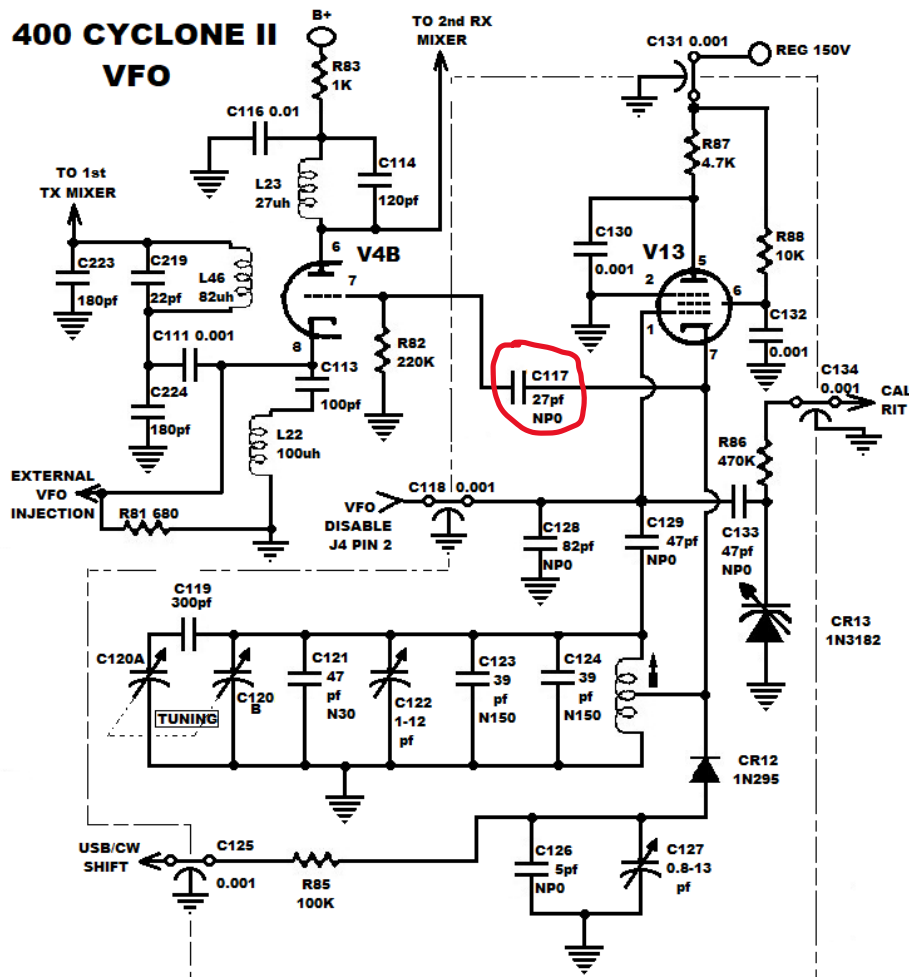 400 CYCLONE II
VFO
B+
R83
1K
TO 2nd RX
MIXER
C131 0.001
REG 150V
C116 0.01
L23
27uh
C114
120pf
R87
4.7K
TO 1st
TX MIXER
C223
180pf
C219
22pf
L46
82uh
6
V4B
7
8
C130
0.001
V13
5
2
6
1
7
R88
10K
C132
0.001
C111 0.001
C224
180pf
C113
100pf
R82
220K
C117
27pf
NP0
C134
0.001
CAL
RIT
L22
100uh
R86
470K
EXTERNAL
VFO
INJECTION
R81 680
VFO
DISABLE
J4 PIN 2
C118 0.001
C128
82pf
NP0
C129
47pf
C133
47pf
NP0
CR13
1N3182
C119
300pf
C120A
TUNING
C120
B
C121
47
pf
N30
C122
1-12
pf
C123
39
pf
N150
C124
39
pf
N150
CR12
1N295
USB/CW
SHIFT
C125
0.001
R85
100K
C126
5pf
NP0
C127
0.8-13
pf